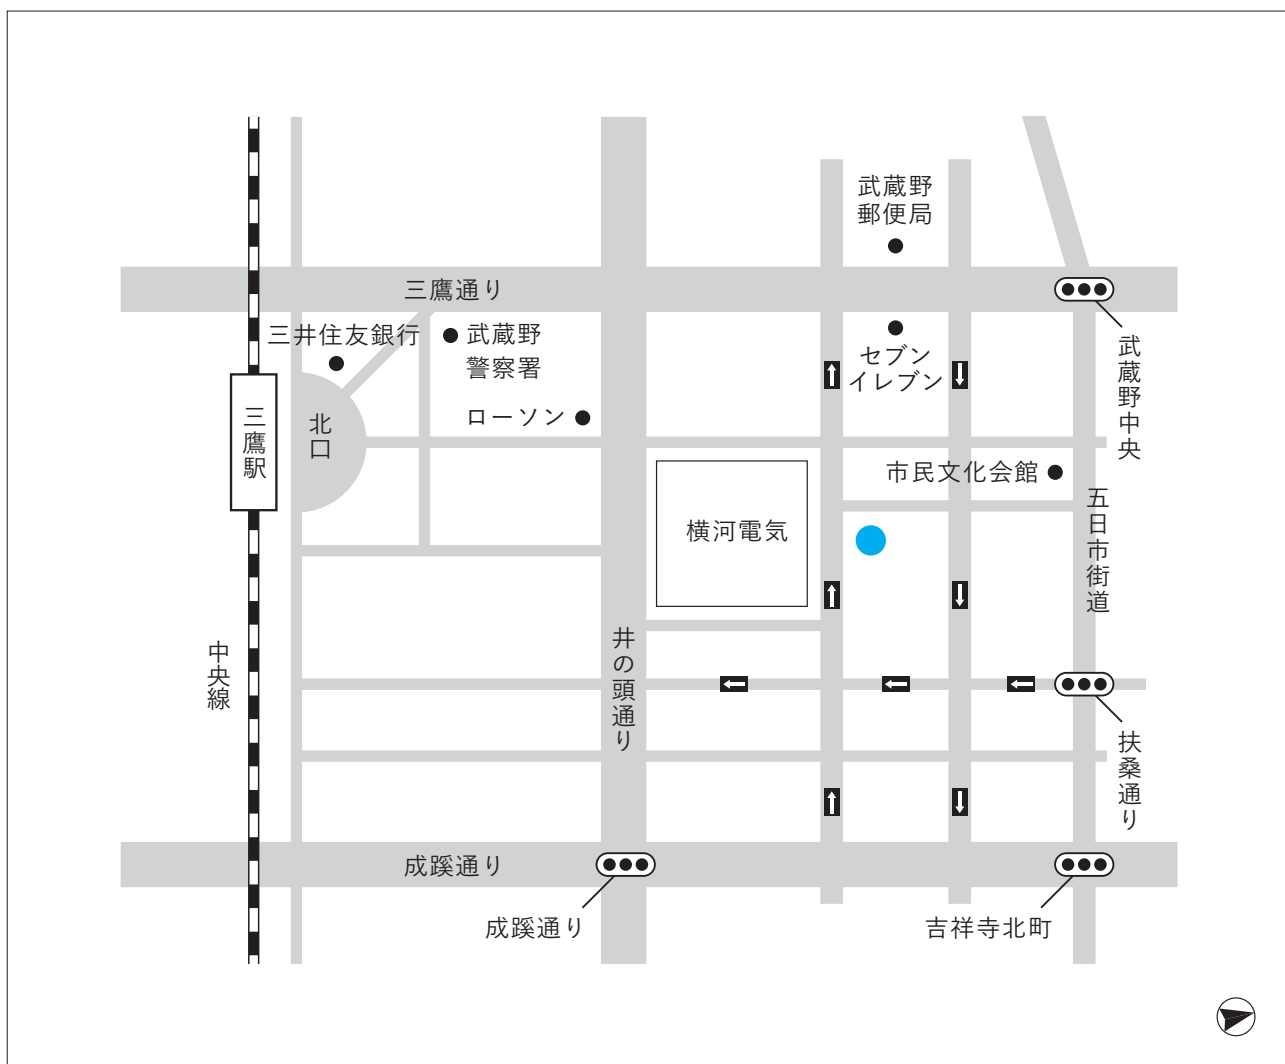 武蔵野
郵便局
三鷹通り
三井住友銀行
武蔵野
警察署
セブン
イレブン
武蔵野中央
三鷹駅
北口
ローソン
市民文化会館
横河電気
五日市街道
中央線
井の頭通り
扶桑通り
成蹊通り
成蹊通り
吉祥寺北町